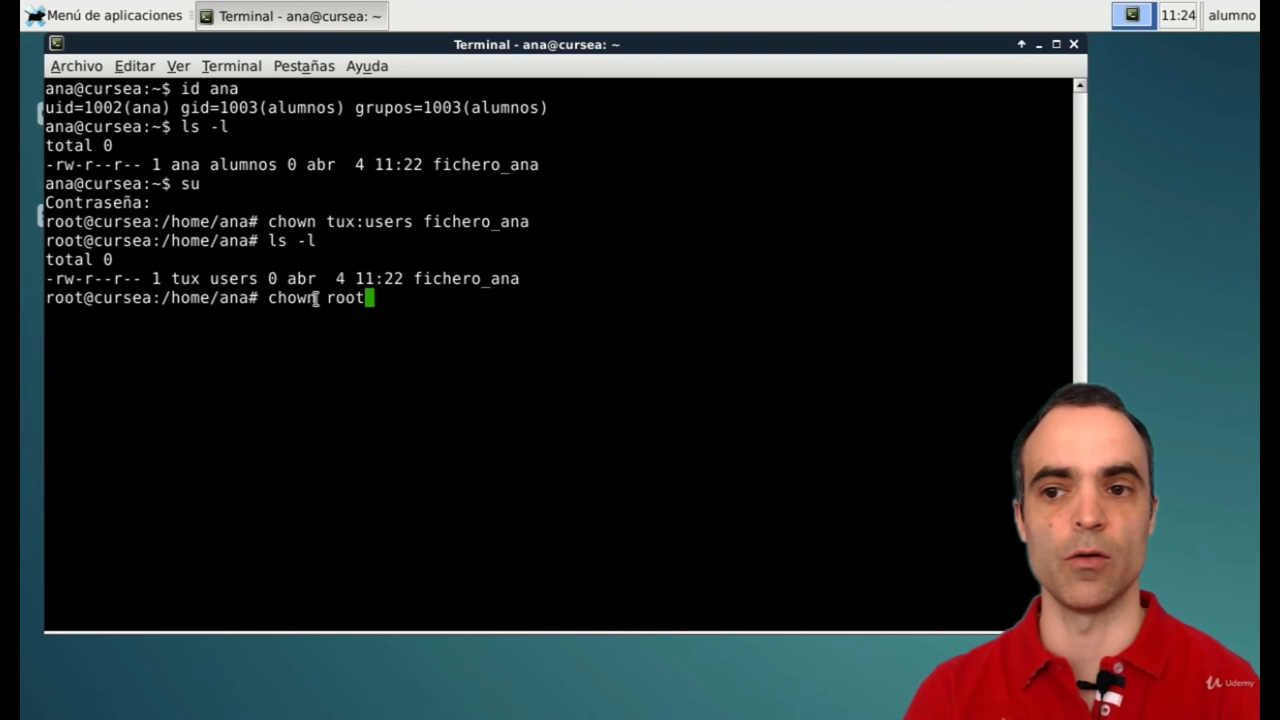 Menú de aplicaciones
Terminal - ana@cursea: ~
11:24
alumno
Terminal - ana@cursea: ~
Archivo Editar Ver Terminal Pestañas Ayuda
ana@cursea:~$ id ana
uid=1002(ana) gid=1003(alumnos) grupos=1003(alumnos)
ana@cursea:~$ ls -l
total 0
-rw-r--r-- 1 ana alumnos 0 abr  4 11:22 fichero_ana
ana@cursea:~$ su
Contraseña:
root@cursea:/home/ana# chown tux:users fichero_ana
root@cursea:/home/ana# ls -l
total 0
-rw-r--r-- 1 tux users 0 abr  4 11:22 fichero_ana
root@cursea:/home/ana# chown root
Udemy